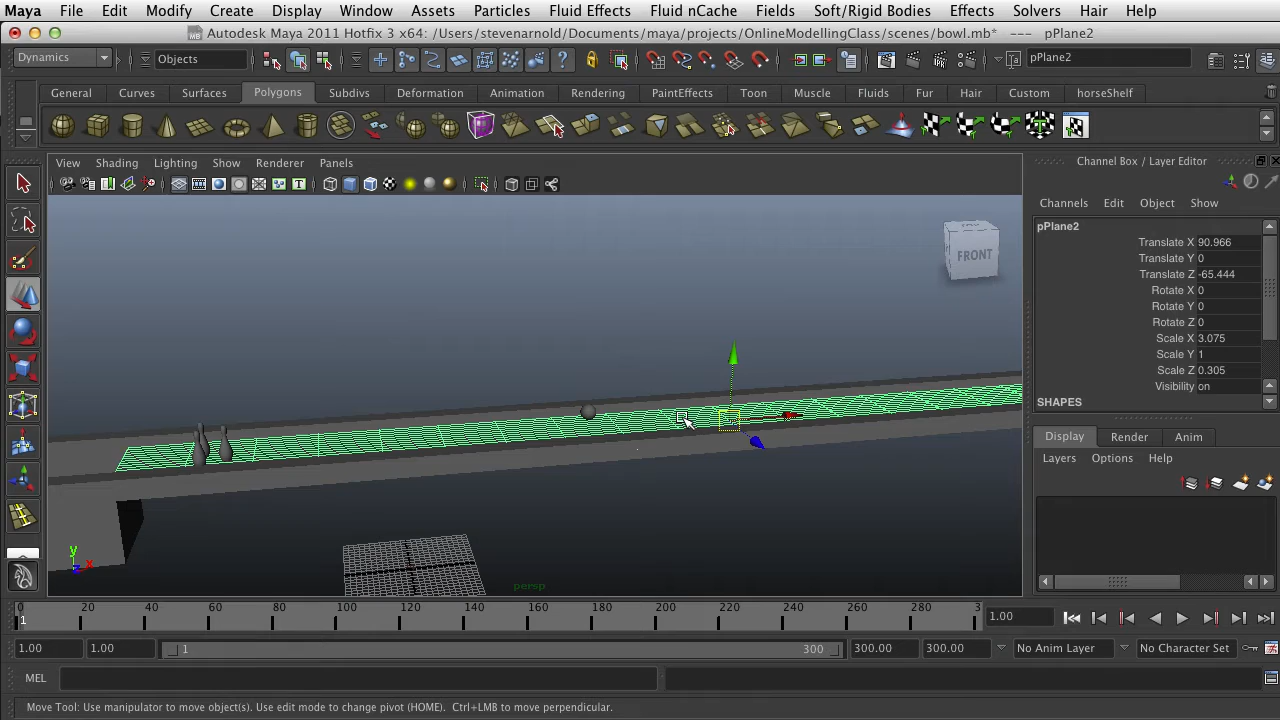 Maya File Edit Modify Create Display Window Assets Particles Fluid Effects Fluid nCache Fields Soft/Rigid Bodies Effects Solvers Hair Help
Autodesk Maya 2011 Hotfix 3 x64: /Users/stevenarnold/Documents/maya/projects/OnlineModellingClass/scenes/bowl.mb* --- pPlane2
Dynamics Objects pPlane2
General Curves Surfaces Polygons Subdivs Deformation Animation Rendering PaintEffects Toon Muscle Fluids Fur Hair Custom horseShelf
View Shading Lighting Show Renderer Panels
Channel Box / Layer Editor
Channels Edit Object Show
pPlane2
Translate X 90.966
Translate Y 0
Translate Z -65.444
Rotate X 0
Rotate Y 0
Rotate Z 0
Scale X 3.075
Scale Y 1
Scale Z 0.305
Visibility on
SHAPES
FRONT
Display Render Anim
Layers Options Help
y
x
z
persp
0 20 40 60 80 100 120 140 160 180 200 220 240 260 280 3
1
1.00
1.00 1.00 1 300 300.00 300.00 No Anim Layer No Character Set
MEL
Move Tool: Use manipulator to move object(s). Use edit mode to change pivot (HOME). Ctrl+LMB to move perpendicular.